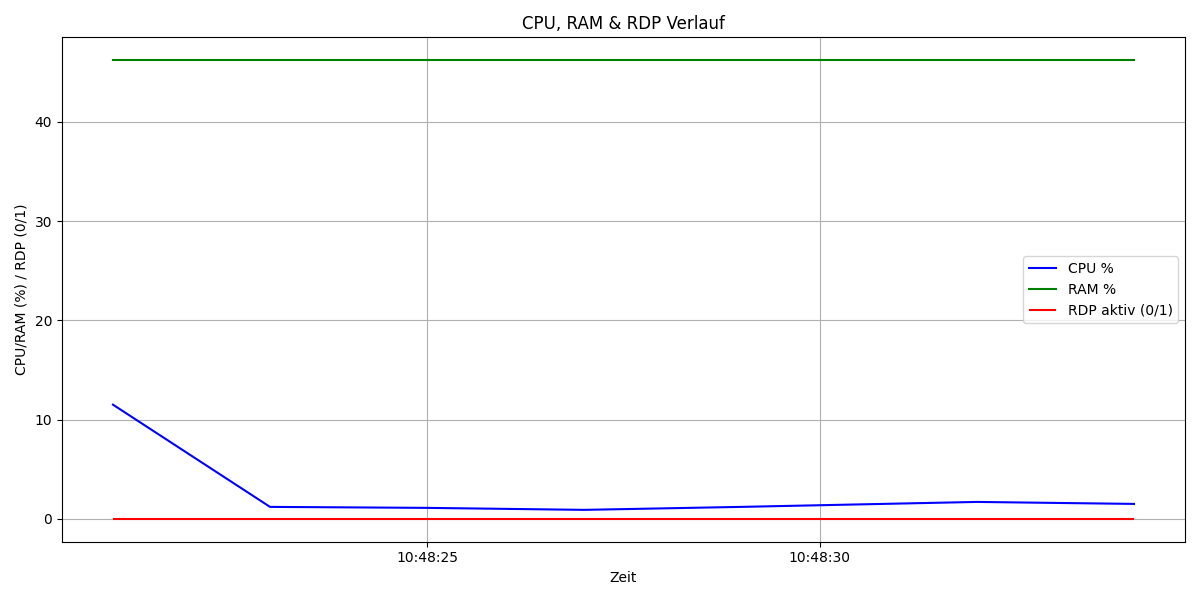 CPU, RAM & RDP Verlauf
CPU/RAM (%) / RDP (0/1)
40
30
20
10
0
CPU %
RAM %
RDP aktiv (0/1)
10:48:25
10:48:30
Zeit